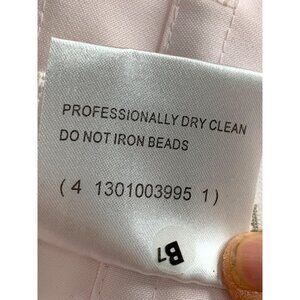 PROFESSIONALLY DRY CLEAN
DO NOT IRON BEADS
(4 1301003995 1)
B7